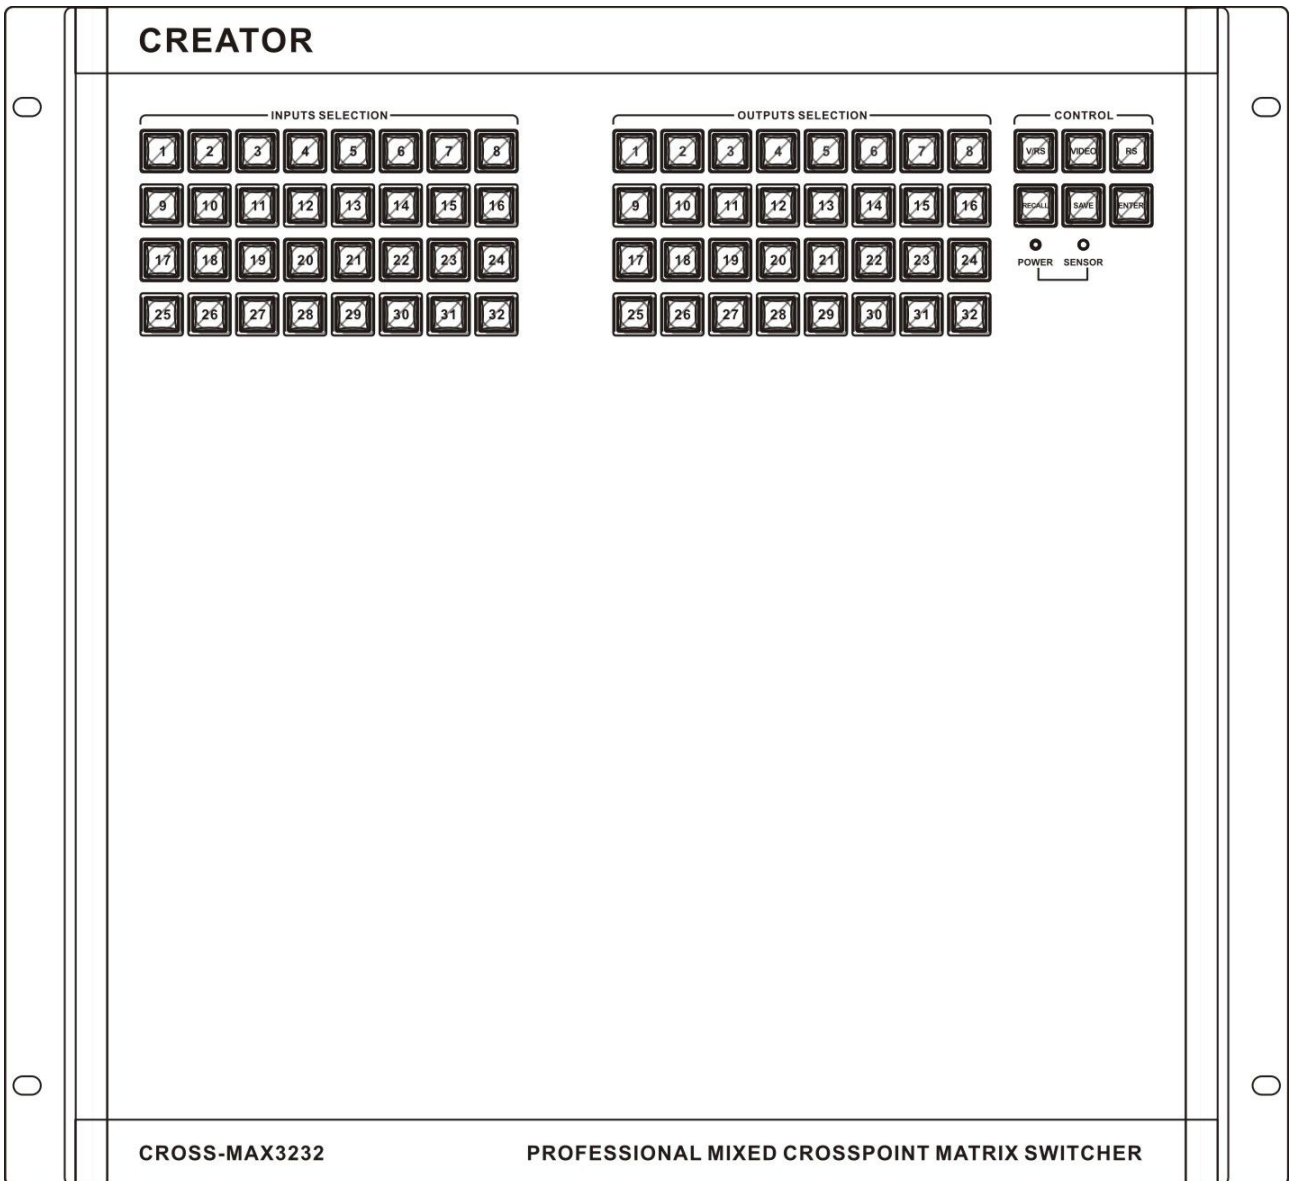 CREATOR
INPUTS SELECTION OUTPUTS SELECTION CONTROL
1 2 3 4 5 6 7 8 1 2 3 4 5 6 7 8 V/RS VIDEO RS
9 10 11 12 13 14 15 16 9 10 11 12 13 14 15 16 RECALL SAVE ENTER
17 18 19 20 21 22 23 24 17 18 19 20 21 22 23 24
POWER SENSOR
25 26 27 28 29 30 31 32 25 26 27 28 29 30 31 32
CROSS-MAX3232 PROFESSIONAL MIXED CROSSPOINT MATRIX SWITCHER